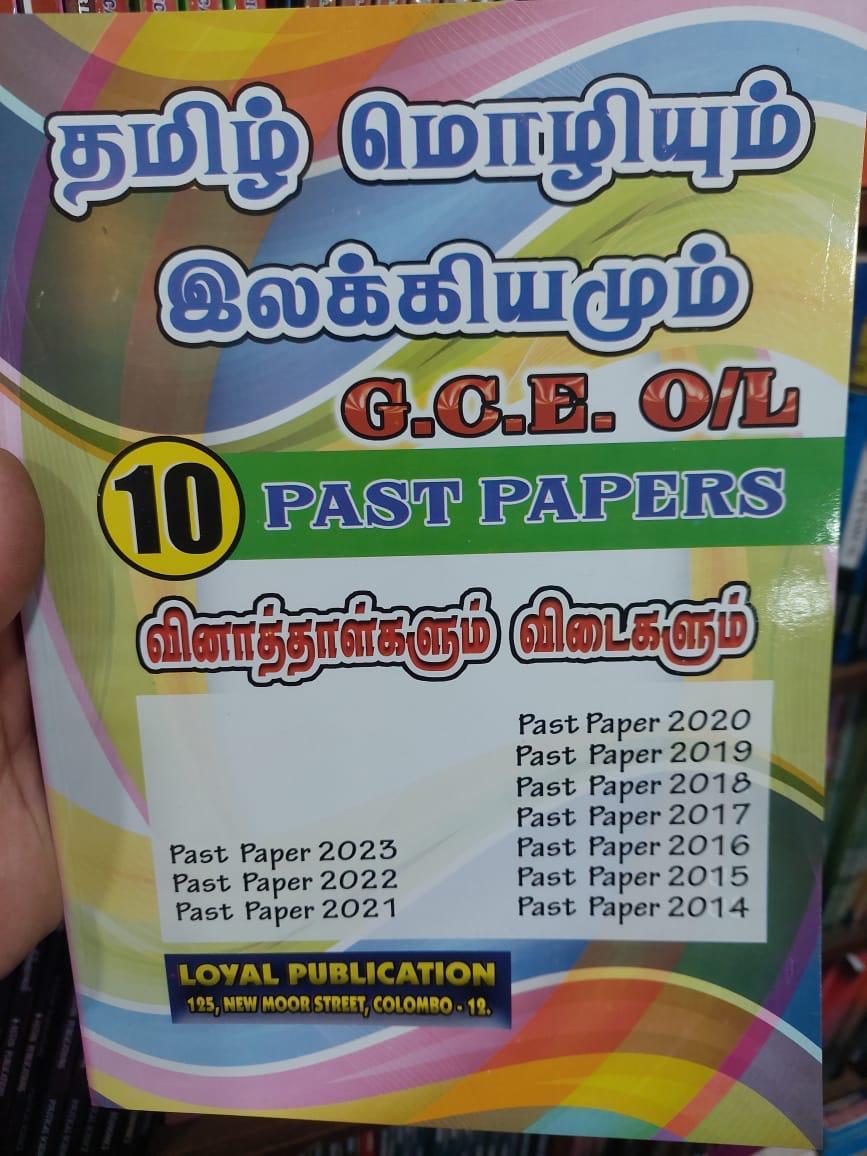 தமிழ் மொழியும்
இலக்கியமும்
G.C.E. O/L
10 PAST PAPERS
வினாத்தாள்களும் விடைகளும்
Past Paper 2023
Past Paper 2022
Past Paper 2021
Past Paper 2020
Past Paper 2019
Past Paper 2018
Past Paper 2017
Past Paper 2016
Past Paper 2015
Past Paper 2014
LOYAL PUBLICATION
125, NEW MOOR STREET, COLOMBO - 12.